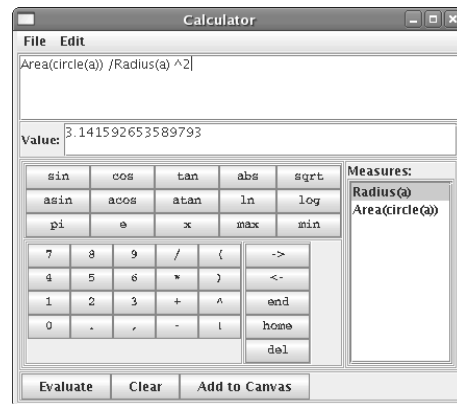 Calculator
File Edit
Area(circle(a)) /Radius(a) ^2
Value: 3.141592653589793
sin cos tan abs sqrt
asin acos atan ln log
pi e x max min
Measures:
Radius(a)
Area(circle(a))
7 8 9 / ( ->
4 5 6 * ) <-
1 2 3 + ^ end
0 . , - ! home
del
Evaluate Clear Add to Canvas